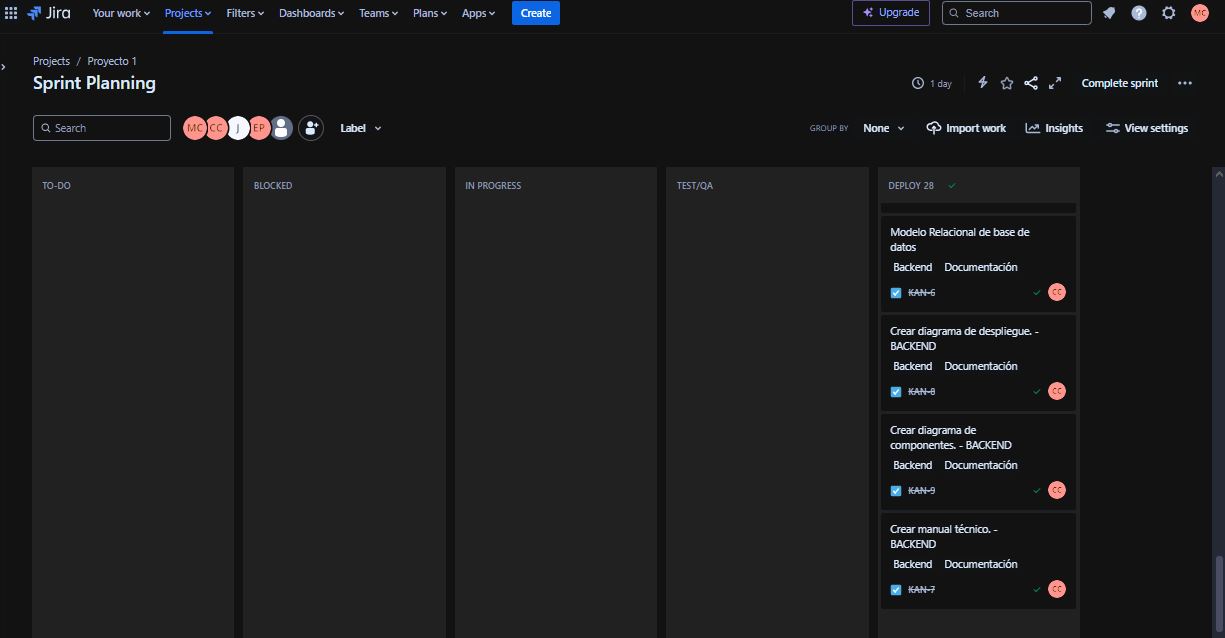 Jira Your work Projects Filters Dashboards Teams Plans Apps Create Upgrade Search ? MC
Projects / Proyecto 1
Sprint Planning
1 day Complete sprint
Search MC CC J EP Label GROUP BY None Import work Insights View settings
TO-DO BLOCKED IN PROGRESS TEST/QA DEPLOY 28
Modelo Relacional de base de
datos
Backend Documentación
KAN-6 CC
Crear diagrama de despliegue. -
BACKEND
Backend Documentación
KAN-8 CC
Crear diagrama de
componentes. - BACKEND
Backend Documentación
KAN-9 CC
Crear manual técnico. -
BACKEND
Backend Documentación
KAN-7 CC